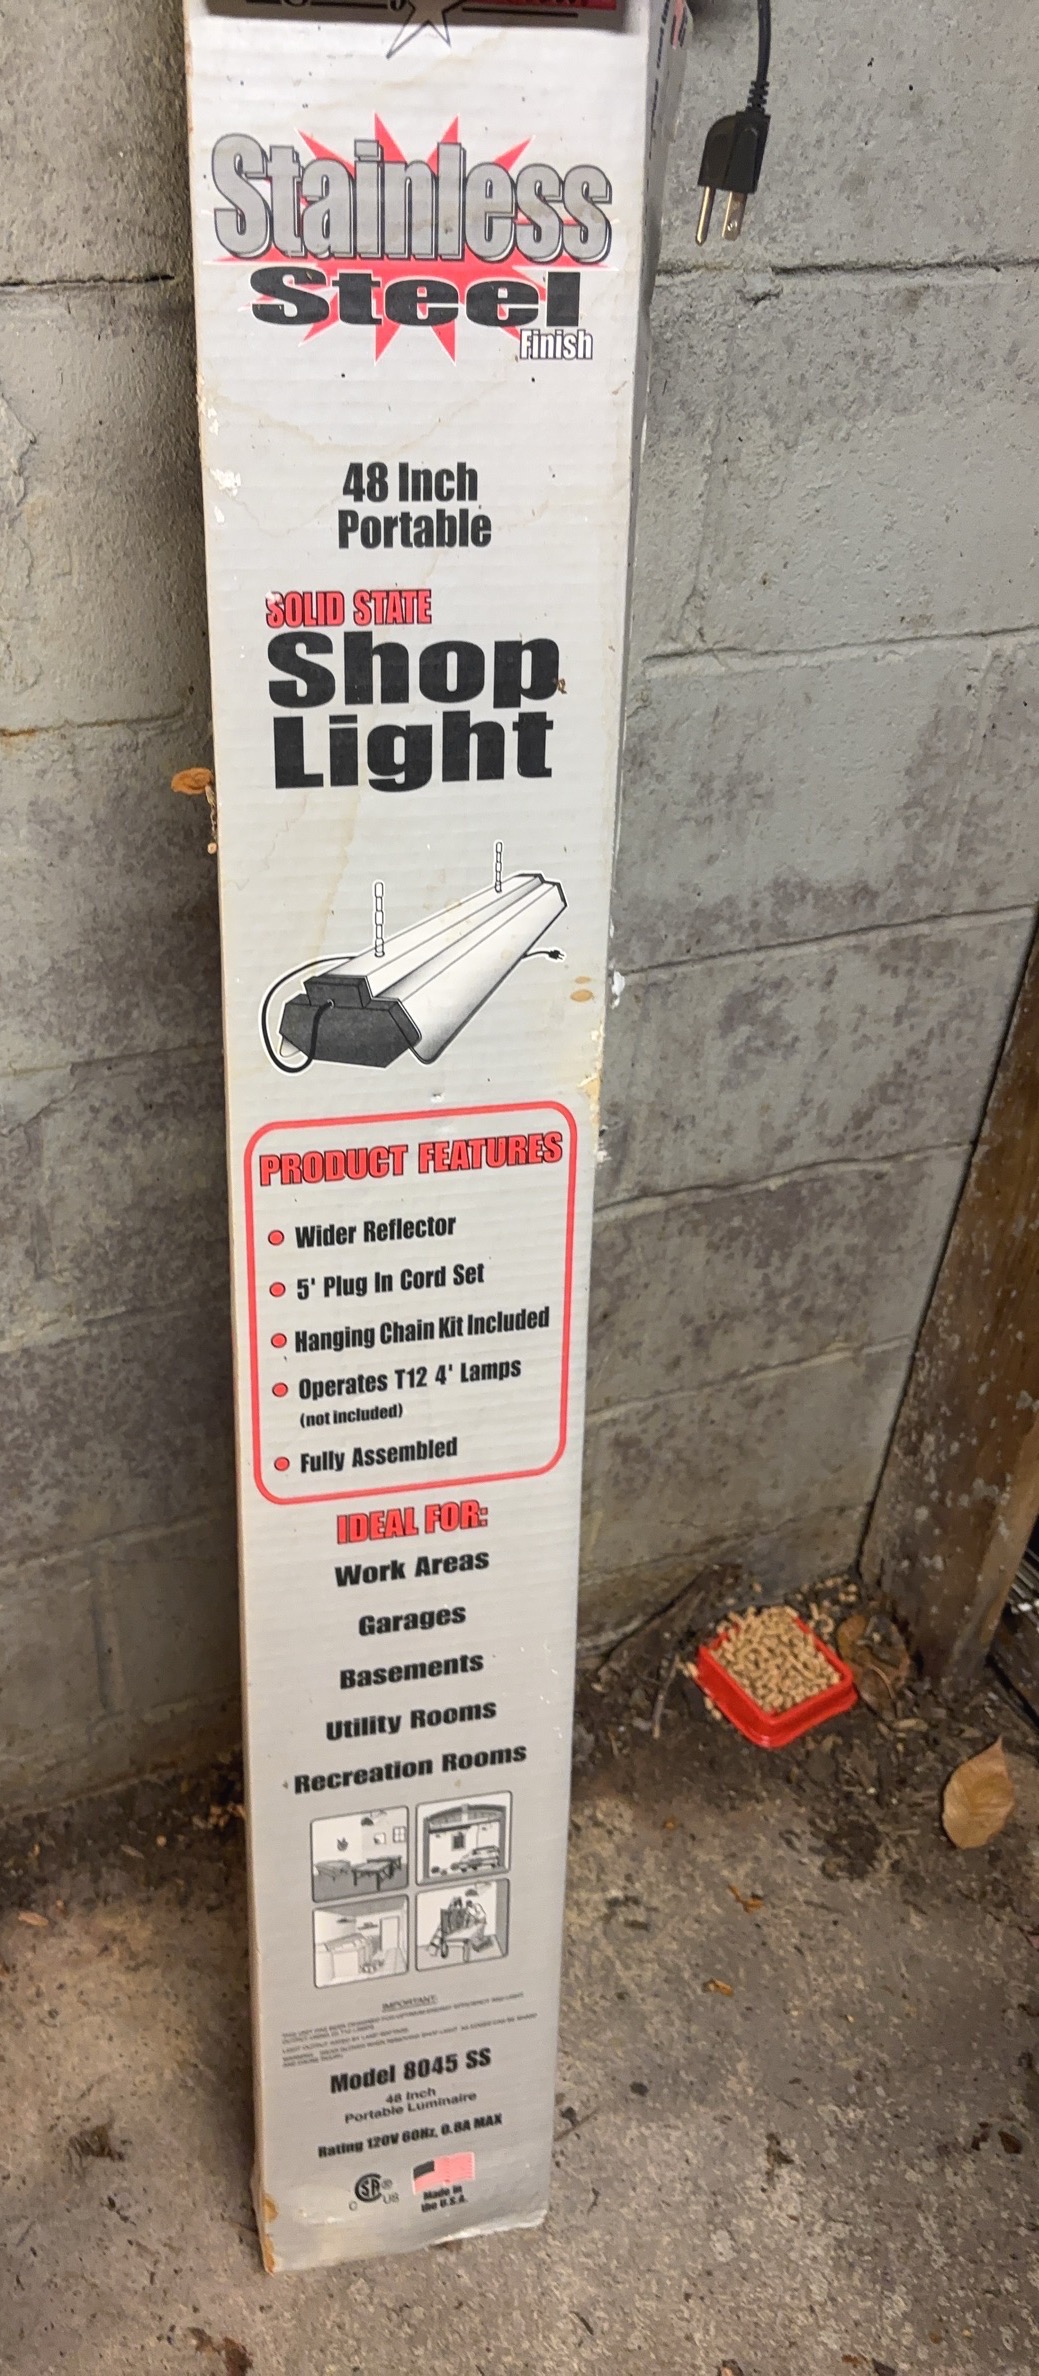 Stainless
Steel
Finish
48 Inch
Portable
SOLID STATE
Shop
Light
PRODUCT FEATURES
Wider Reflector
5' Plug In Cord Set
Hanging Chain Kit Included
Operates T12 4' Lamps
(not included)
Fully Assembled
IDEAL FOR:
Work Areas
Garages
Basements
Utility Rooms
Recreation Rooms
IMPORTANT:
Model 8045 SS
48 Inch
Portable Luminaire
Rating 120V 60Hz, 0.8A MAX
C SA ® US
Made in
the U.S.A.